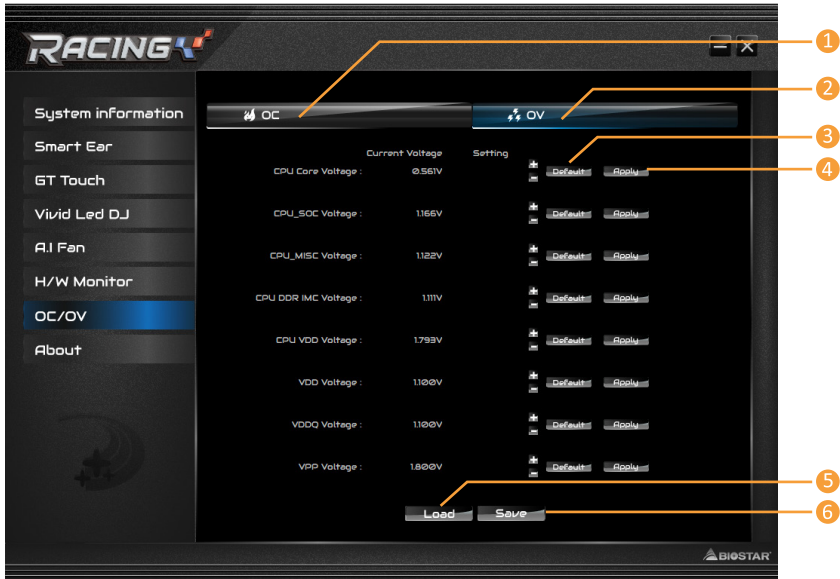 RACING
1
2
System information
OC
OV
Smart Ear
3
Current Voltage Setting
CPU Core Voltage : 0.561V + - Default Apply
4
GT Touch
Vivid Led DJ
CPU_SOC Voltage : 1.166V + - Default Apply
A.I Fan
CPU_MISC Voltage : 1.122V + - Default Apply
H/W Monitor
CPU DDR IMC Voltage : 1.111V + - Default Apply
OC/OV
About
CPU VDD Voltage : 1.793V + - Default Apply
VDD Voltage : 1.100V + - Default Apply
VDDQ Voltage : 1.100V + - Default Apply
VPP Voltage : 1.800V + - Default Apply
5
Load Save
6
BIOSTAR